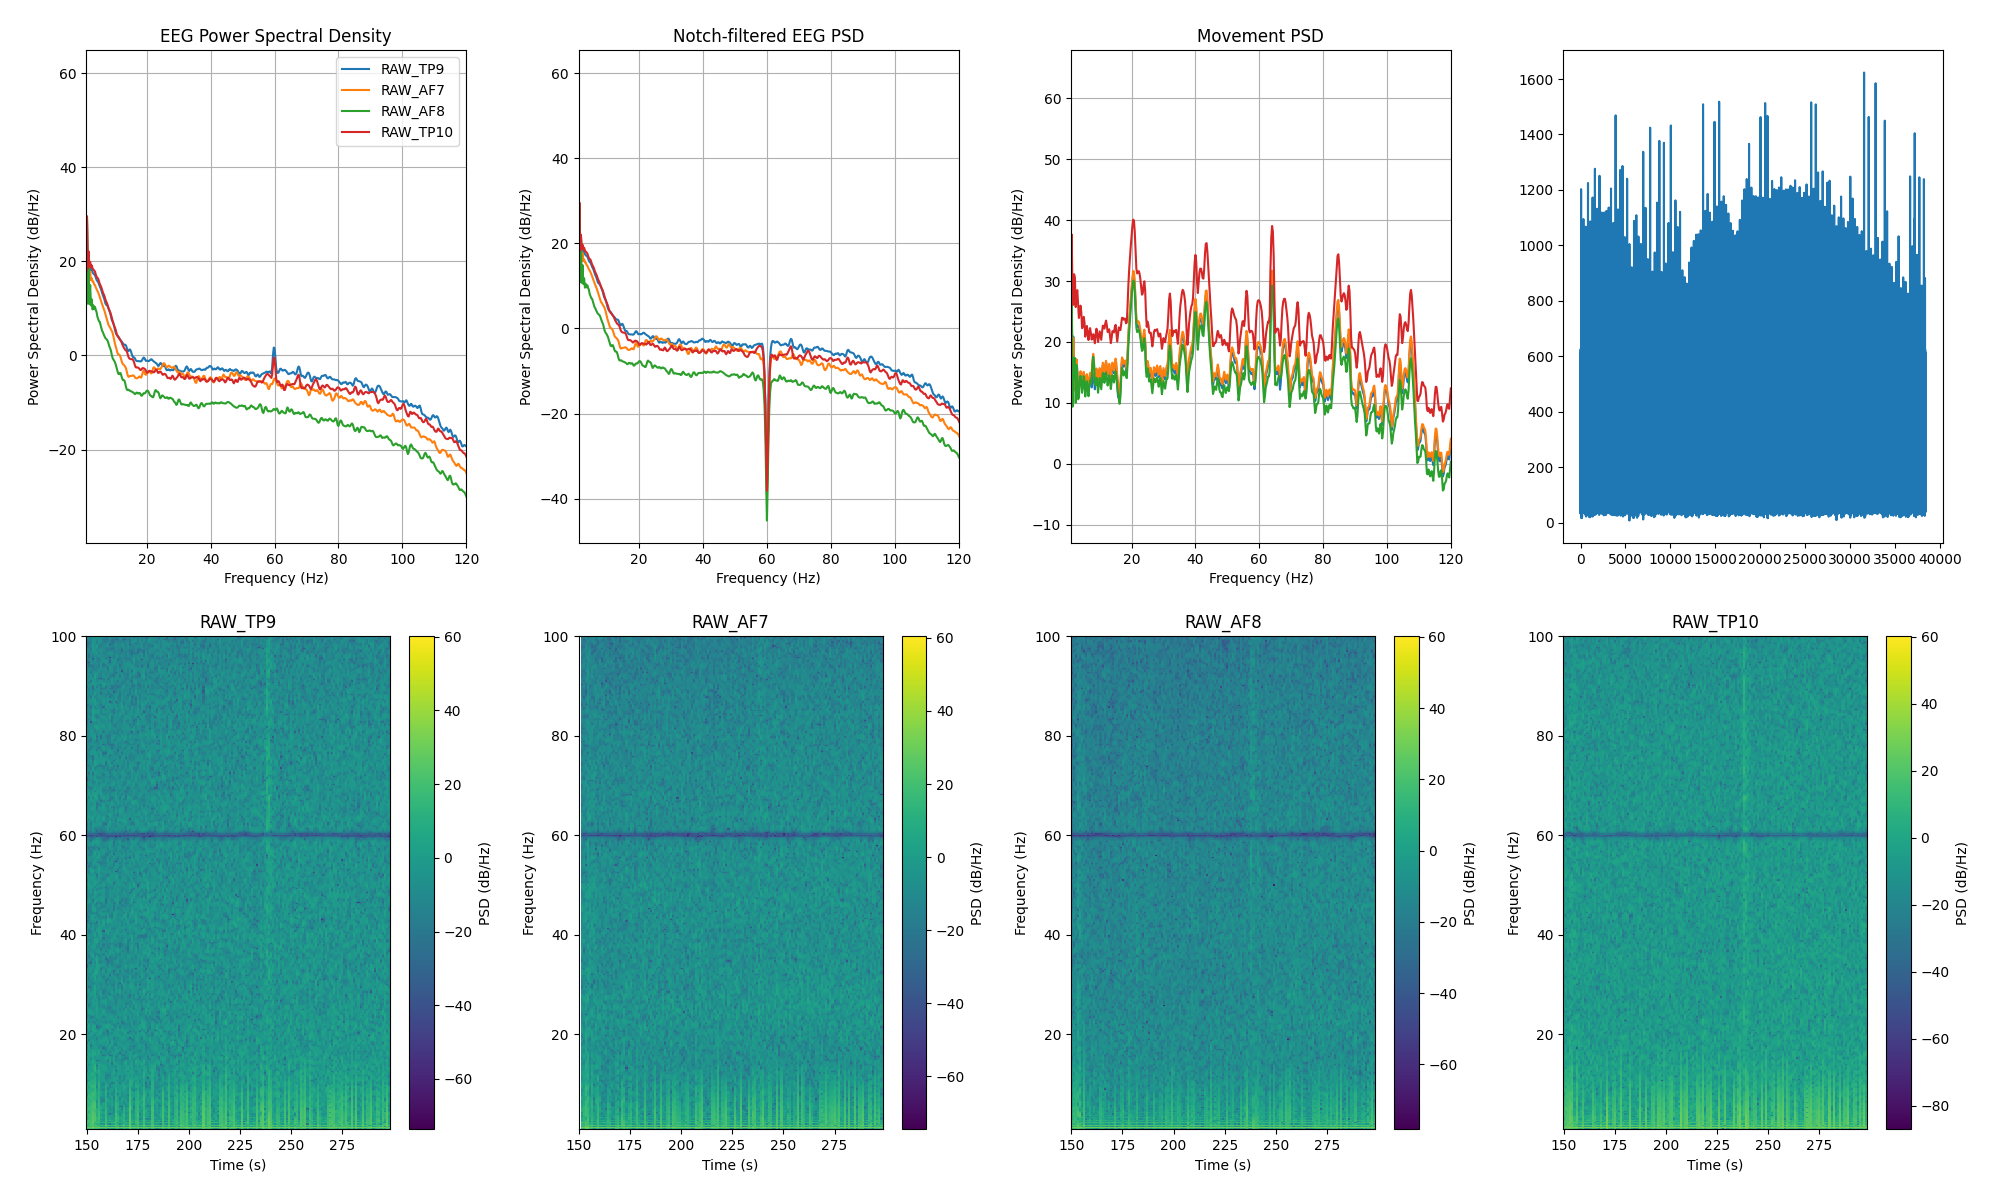 EEG Power Spectral Density
Power Spectral Density (dB/Hz)
60
40
20
0
−20
RAW_TP9
RAW_AF7
RAW_AF8
RAW_TP10
20 40 60 80 100 120
Frequency (Hz)
Notch-filtered EEG PSD
Power Spectral Density (dB/Hz)
60
40
20
0
−20
−40
20 40 60 80 100 120
Frequency (Hz)
Movement PSD
Power Spectral Density (dB/Hz)
60
50
40
30
20
10
0
−10
20 40 60 80 100 120
Frequency (Hz)
1600
1400
1200
1000
800
600
400
200
0
0 5000 10000 15000 20000 25000 30000 35000 40000
RAW_TP9
Frequency (Hz)
100
80
60
40
20
150 175 200 225 250 275
Time (s)
60
40
20
0
−20
−40
−60
PSD (dB/Hz)
RAW_AF7
Frequency (Hz)
100
80
60
40
20
150 175 200 225 250 275
Time (s)
60
40
20
0
−20
−40
−60
PSD (dB/Hz)
RAW_AF8
Frequency (Hz)
100
80
60
40
20
150 175 200 225 250 275
Time (s)
60
40
20
0
−20
−40
−60
PSD (dB/Hz)
RAW_TP10
Frequency (Hz)
100
80
60
40
20
150 175 200 225 250 275
Time (s)
60
40
20
0
−20
−40
−60
−80
PSD (dB/Hz)